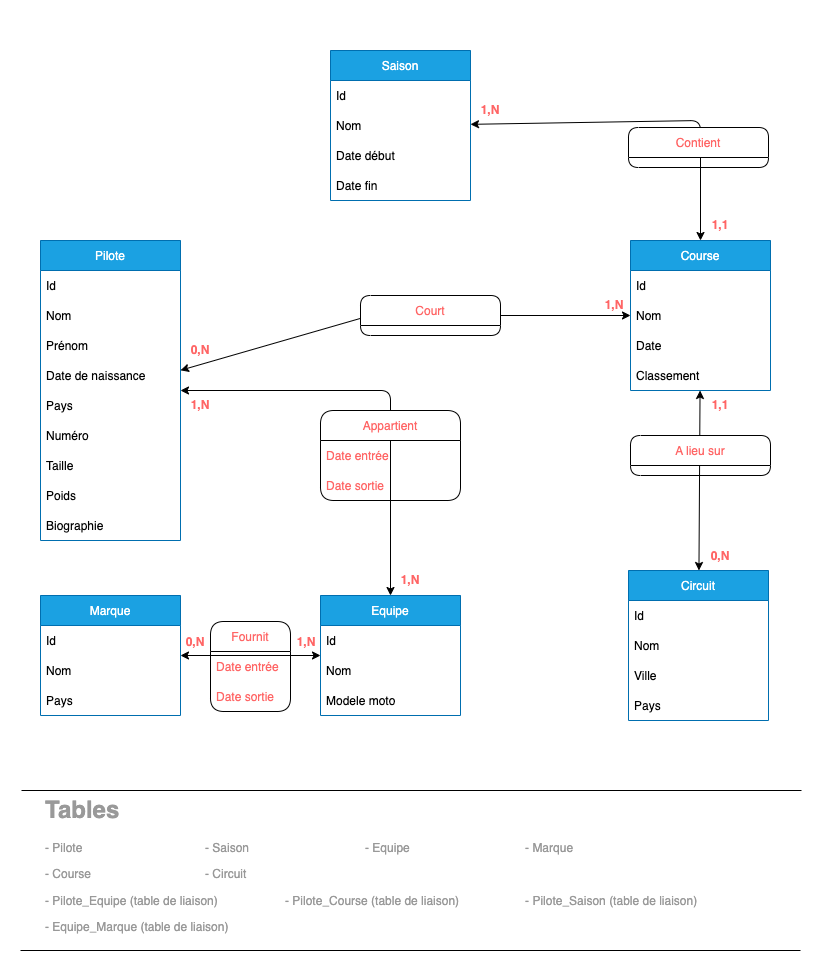 Saison
Id
Nom
Date début
Date fin
1,N
Contient
1,1
Pilote
Id
Nom
Prénom
Date de naissance
Pays
Numéro
Taille
Poids
Biographie
Court
0,N
1,N
Course
Id
Nom
Date
Classement
1,N
Appartient
Date entrée
Date sortie
1,N
1,1
A lieu sur
0,N
Marque
Id
Nom
Pays
0,N
Fournit
Date entrée
Date sortie
1,N
Equipe
Id
Nom
Modele moto
Circuit
Id
Nom
Ville
Pays
Tables
- Pilote - Saison - Equipe - Marque
- Course - Circuit
- Pilote_Equipe (table de liaison) - Pilote_Course (table de liaison) - Pilote_Saison (table de liaison)
- Equipe_Marque (table de liaison)